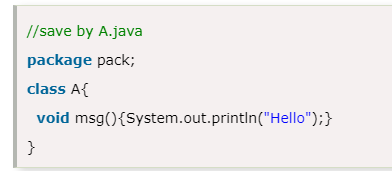 //save by A.java
package pack;
class A{
  void msg(){System.out.println("Hello");}
}